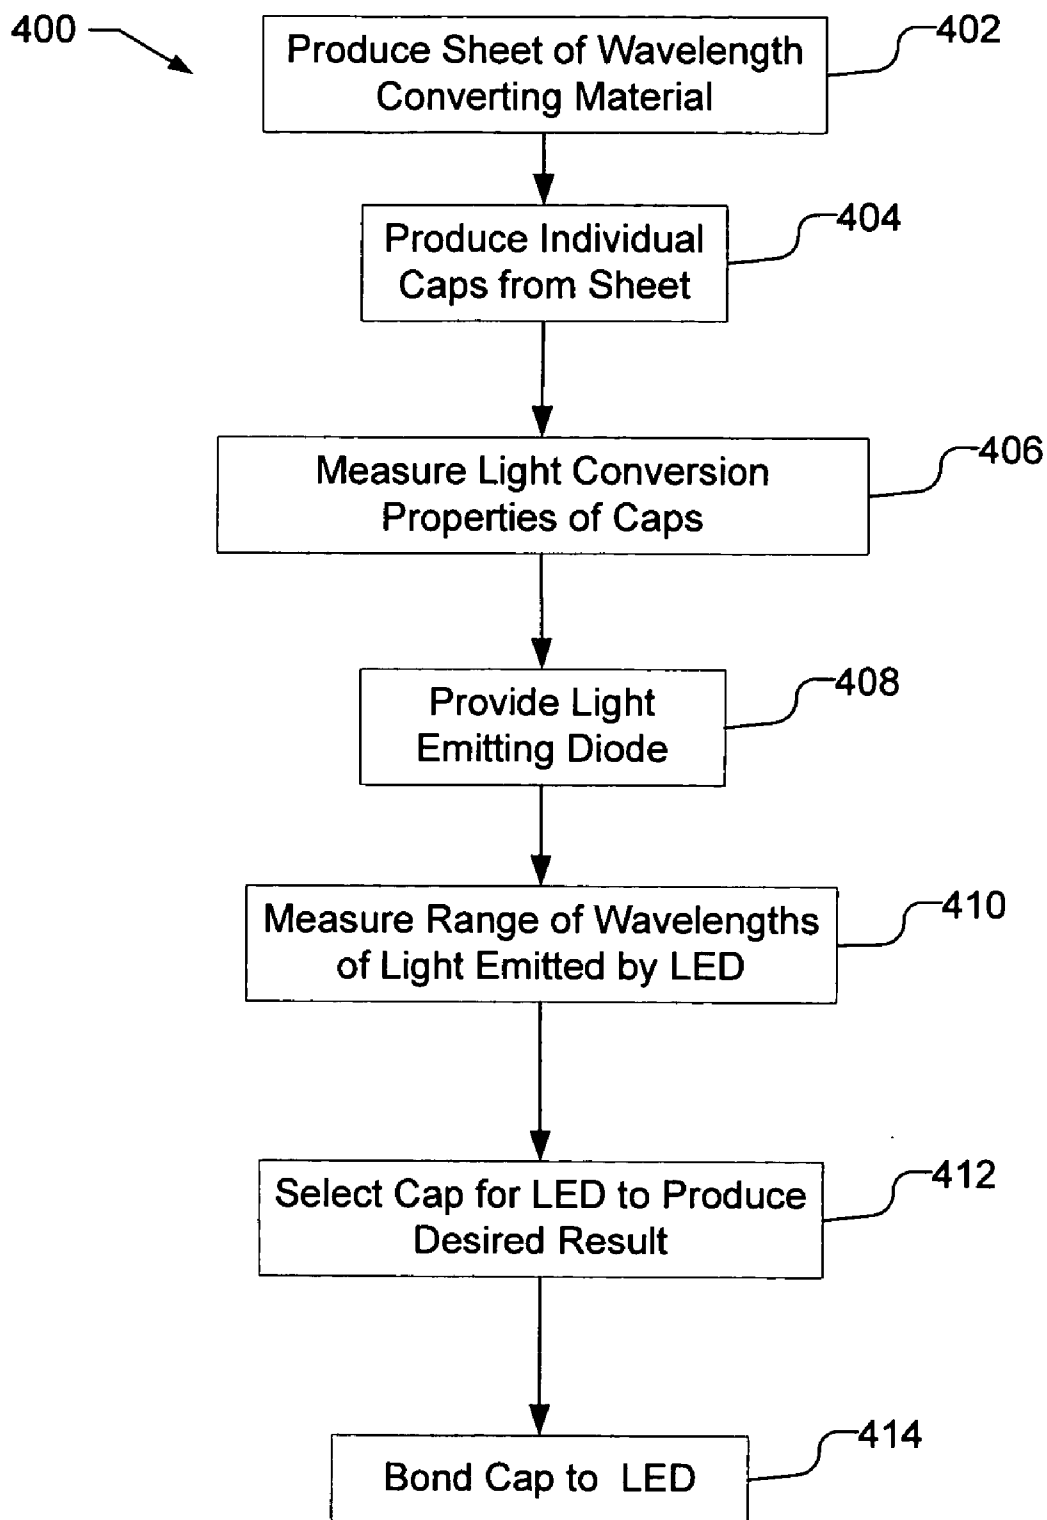 400
Produce Sheet of Wavelength
Converting Material
402
Produce Individual
Caps from Sheet
404
Measure Light Conversion
Properties of Caps
406
Provide Light
Emitting Diode
408
Measure Range of Wavelengths
of Light Emitted by LED
410
Select Cap for LED to Produce
Desired Result
412
Bond Cap to LED
414